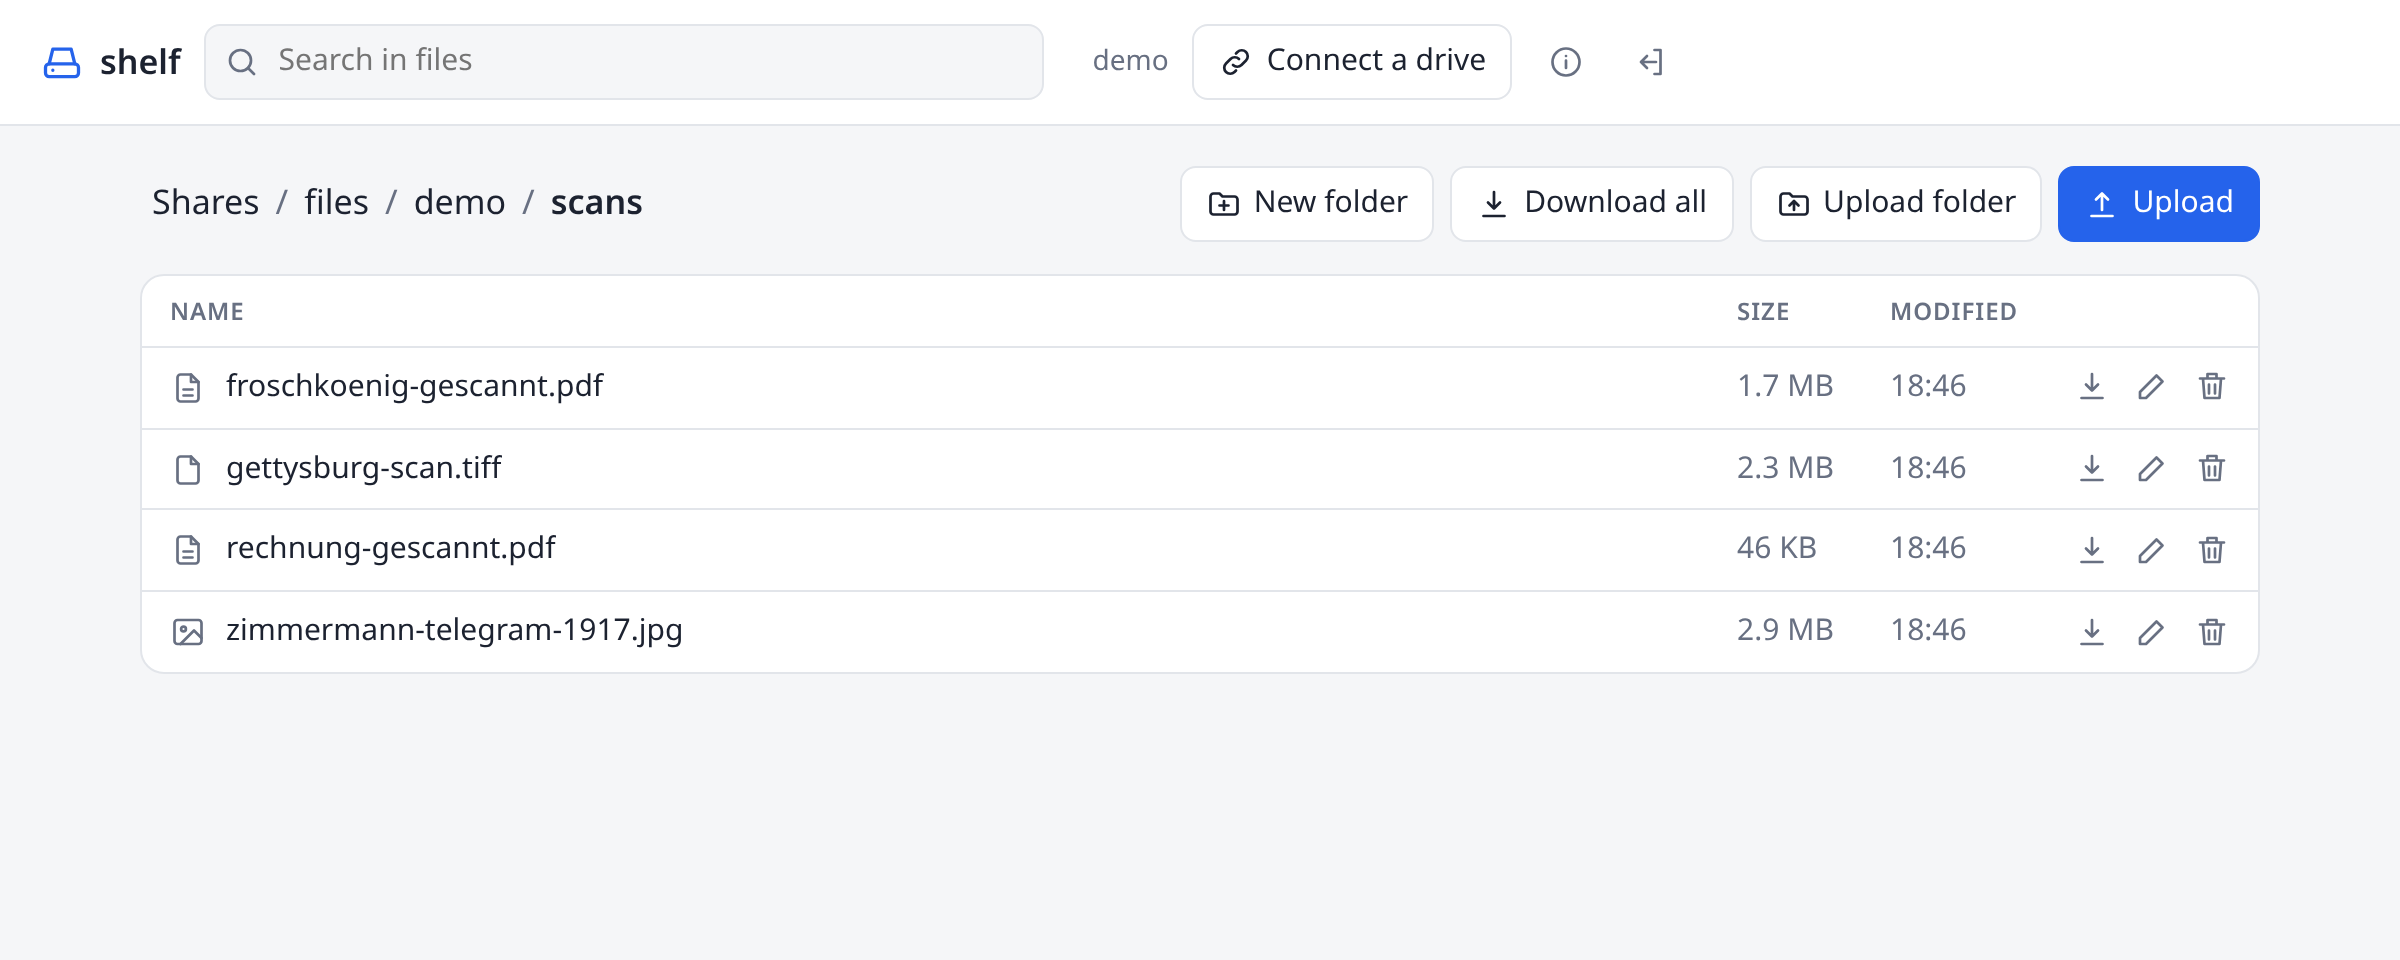 shelf Search in files demo Connect a drive
Shares / files / demo / scans New folder Download all Upload folder Upload
NAME SIZE MODIFIED
froschkoenig-gescannt.pdf 1.7 MB 18:46
gettysburg-scan.tiff 2.3 MB 18:46
rechnung-gescannt.pdf 46 KB 18:46
zimmermann-telegram-1917.jpg 2.9 MB 18:46